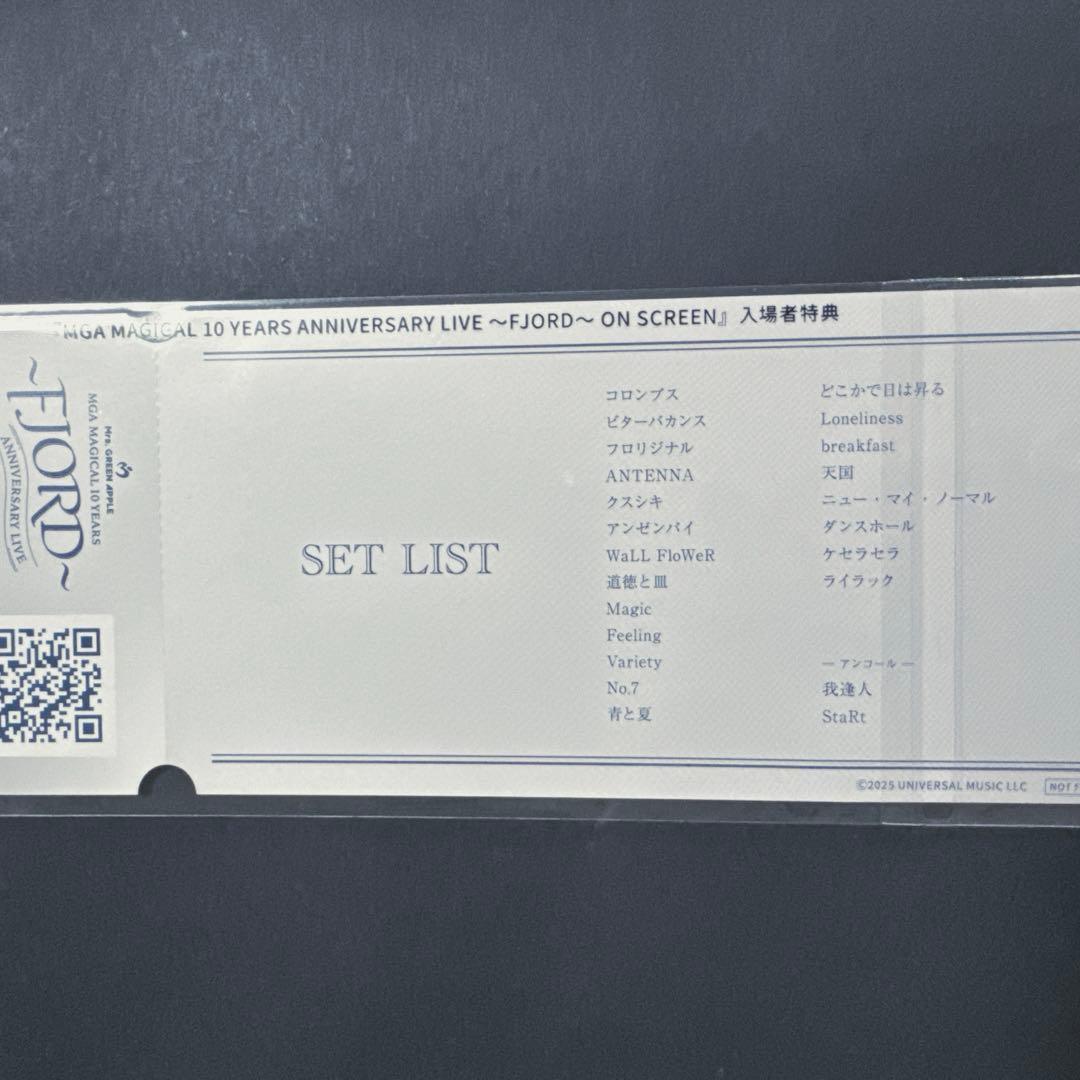 『MGA MAGICAL 10 YEARS ANNIVERSARY LIVE ～FJORD～ ON SCREEN』入場者特典
Mrs. GREEN APPLE
MGA MAGICAL 10 YEARS
～FJORD～
ANNIVERSARY LIVE
SET LIST
コロンブス
ビターバカンス
フロリジナル
ANTENNA
クスシキ
アンゼンパイ
WaLL FloWeR
道徳と皿
Magic
Feeling
Variety
No.7
青と夏
どこかで日は昇る
Loneliness
breakfast
天国
ニュー・マイ・ノーマル
ダンスホール
ケセラセラ
ライラック
― アンコール ―
我逢人
StaRt
©2025 UNIVERSAL MUSIC LLC
NOT